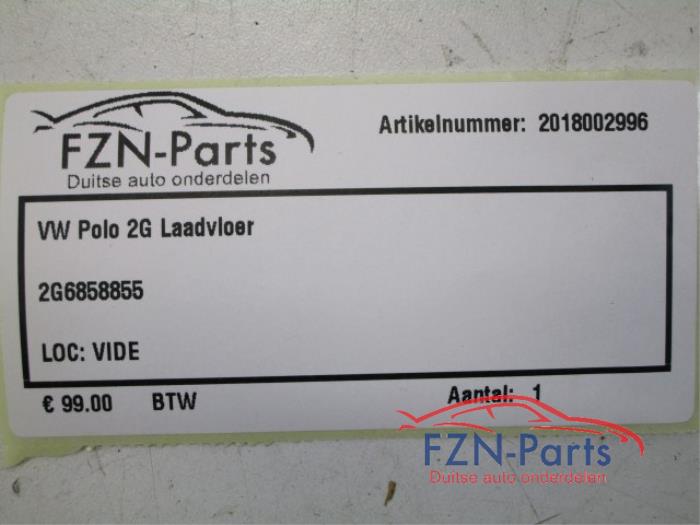 FZN-Parts
Duitse auto onderdelen
Artikelnummer: 2018002996
VW Polo 2G Laadvloer
2G6858855
LOC: VIDE
€ 99.00 BTW Aantal: 1
FZN-Parts
Duitse auto onderdelen